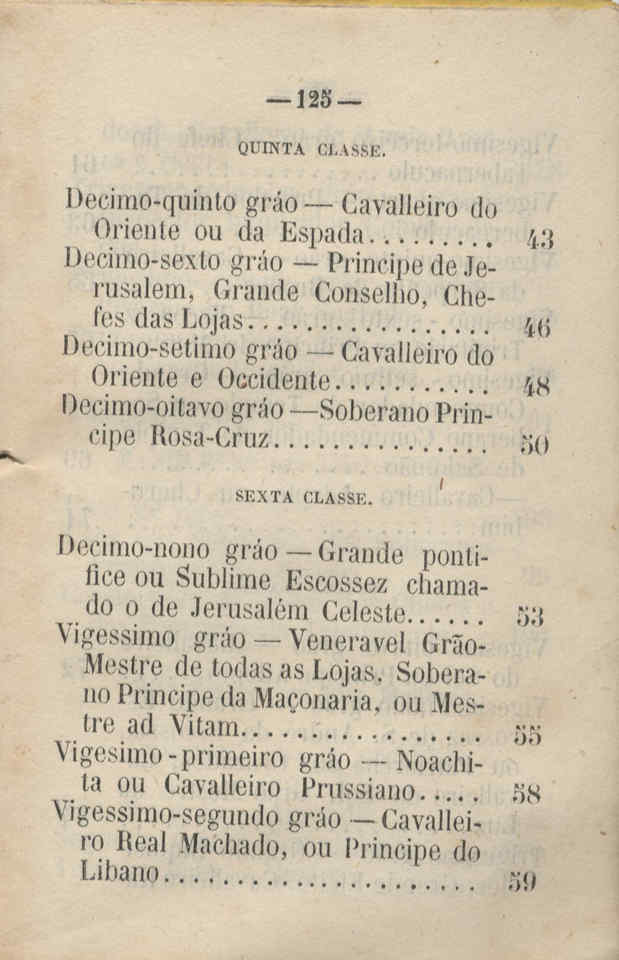 — 125 —
QUINTA CLASSE.
Decimo-quinto gráo — Cavalleiro do
Oriente ou da Espada......... 43
Decimo-sexto gráo — Principe de Je-
rusalem, Grande Conselho, Che-
fes das Lojas................. 46
Decimo-setimo gráo — Cavalleiro do
Oriente e Occidente........... 48
Decimo-oitavo gráo — Soberano Prin-
cipe Rosa-Cruz............... 50
SEXTA CLASSE.
Decimo-nono gráo — Grande ponti-
fice ou Sublime Escossez chama-
do o de Jerusalém Celeste...... 53
Vigessimo gráo — Veneravel Grão-
Mestre de todas as Lojas, Sobera-
no Principe da Maçonaria, ou Mes-
tre ad Vitam................. 55
Vigesimo-primeiro gráo — Noachi-
ta ou Cavalleiro Prussiano..... 58
Vigessimo-segundo gráo — Cavallei-
ro Real Machado, ou Principe do
Libano...................... 59